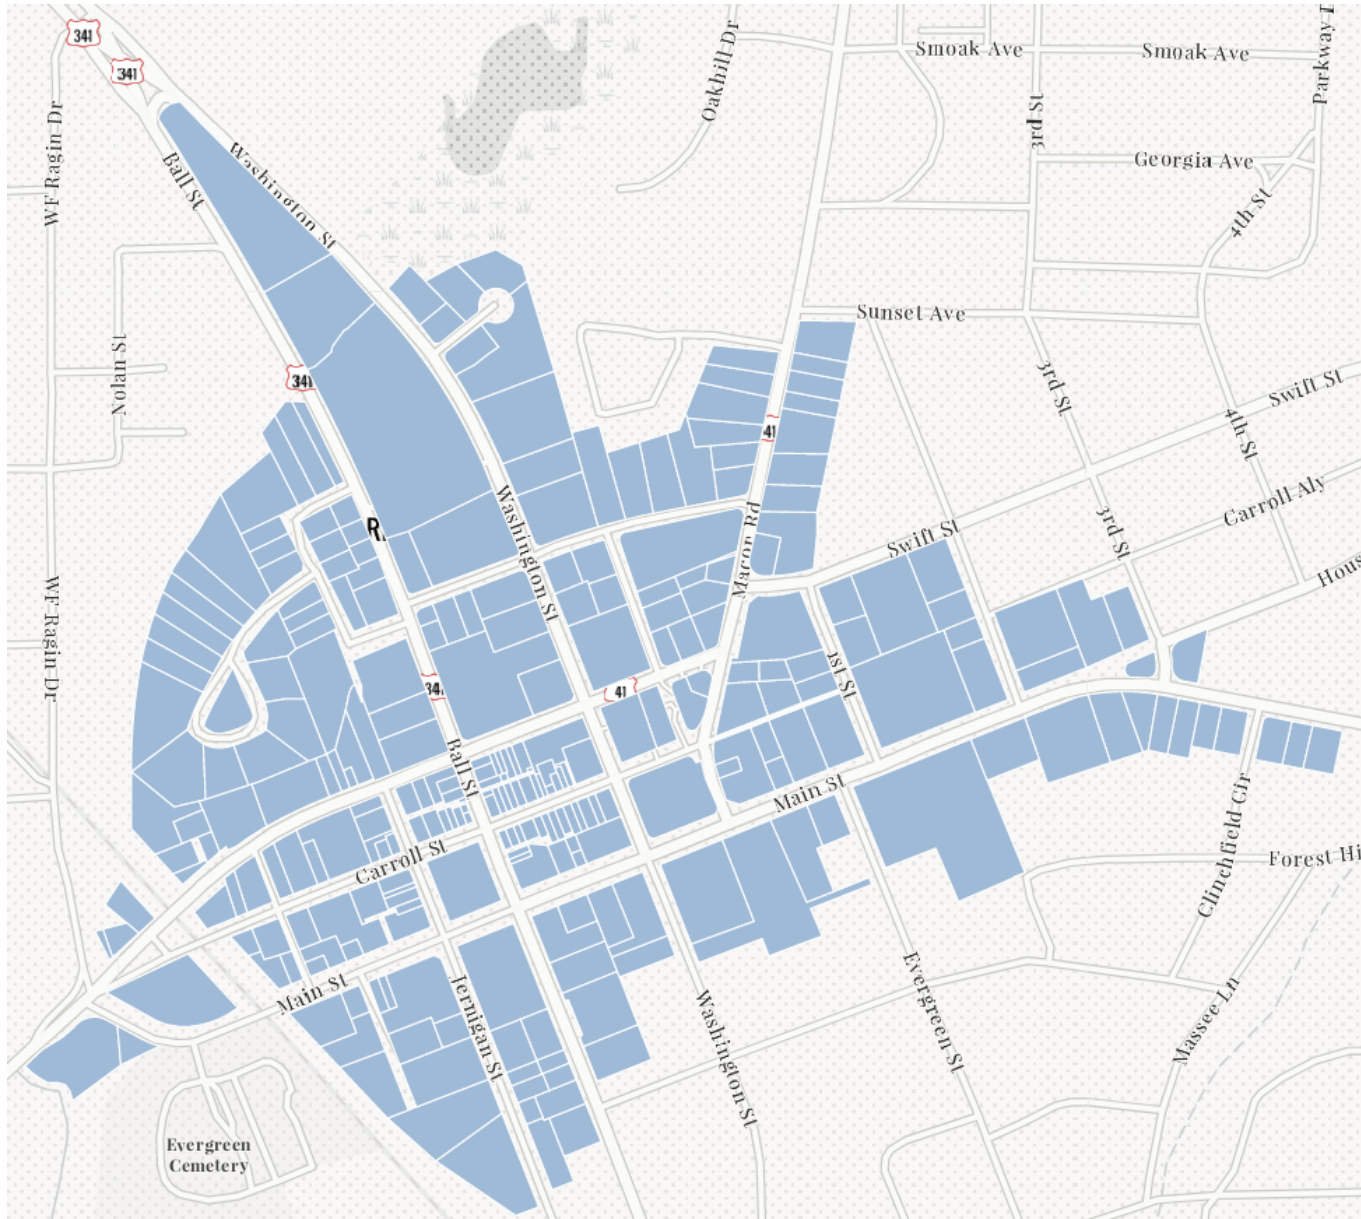 341
341
WF Ragin Dr
Ball St
Washington St
Oakhill Dr
Smoak Ave
Smoak Ave
3rd St
Parkway
Georgia Ave
4th St
Nolan St
Sunset Ave
341
3rd St
Swift St
4th St
41
Carroll Aly
Washington St
Macon Rd
Swift St
3rd St
R.
WF Ragin Dr
1st St
341
41
Ball St
Main St
Clinchfield Cir
Carroll St
Forest Hi
Main St
Jernigan St
Washington St
Evergreen St
Massee Ln
Evergreen
Cemetery